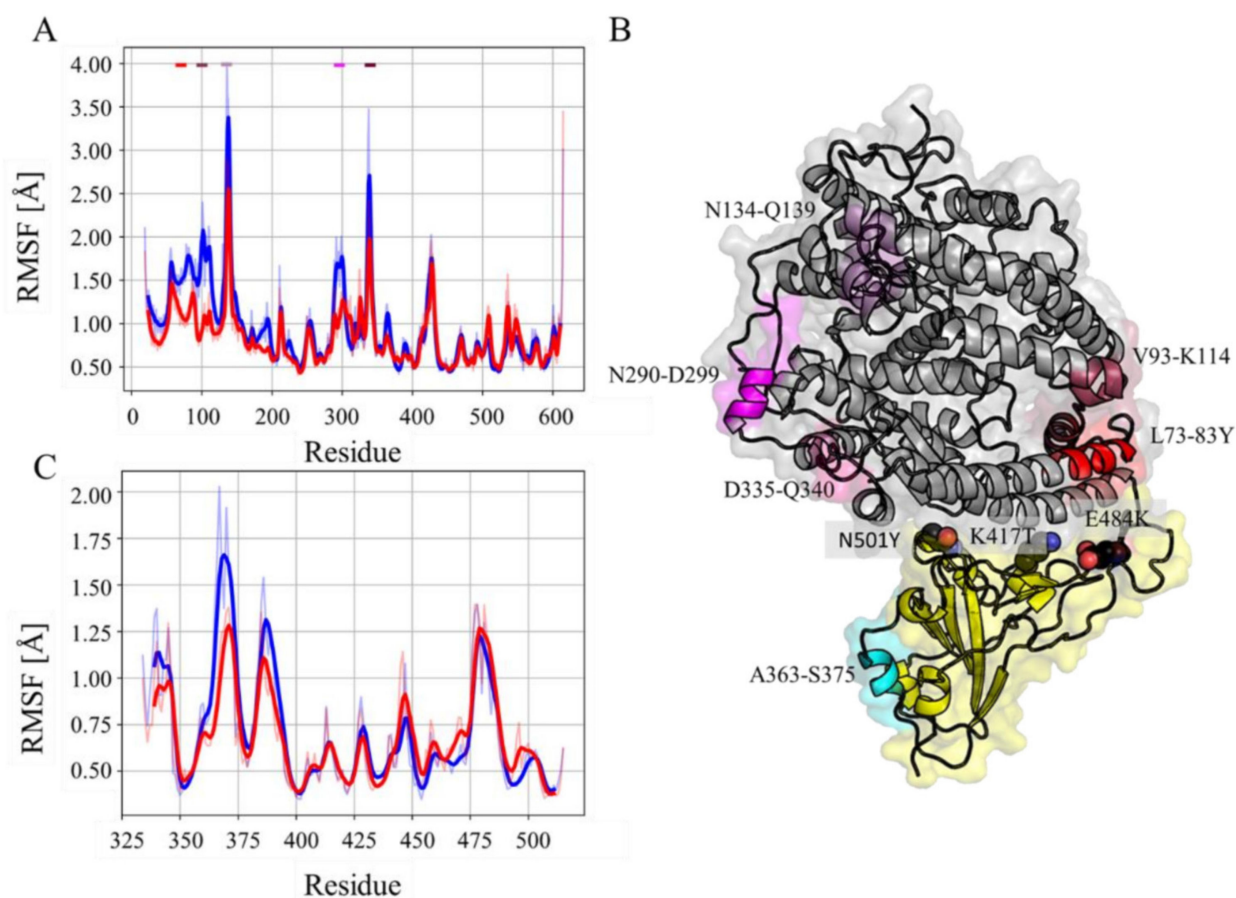 A
B
4.00
3.50
3.00
2.50
2.00
1.50
1.00
0.50
RMSF [Å]
0 100 200 300 400 500 600
Residue
C
2.00
1.75
1.50
1.25
1.00
0.75
0.50
RMSF [Å]
325 350 375 400 425 450 475 500
Residue
N134-Q139
V93-K114
N290-D299
L73-83Y
D335-Q340
E484K
N501Y
K417T
A363-S375